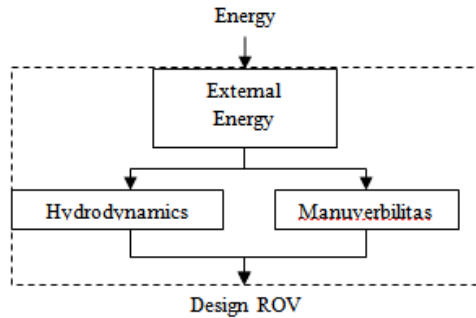 Energy
External
Energy
Hydrodynamics
Manuverbilitas
Design ROV